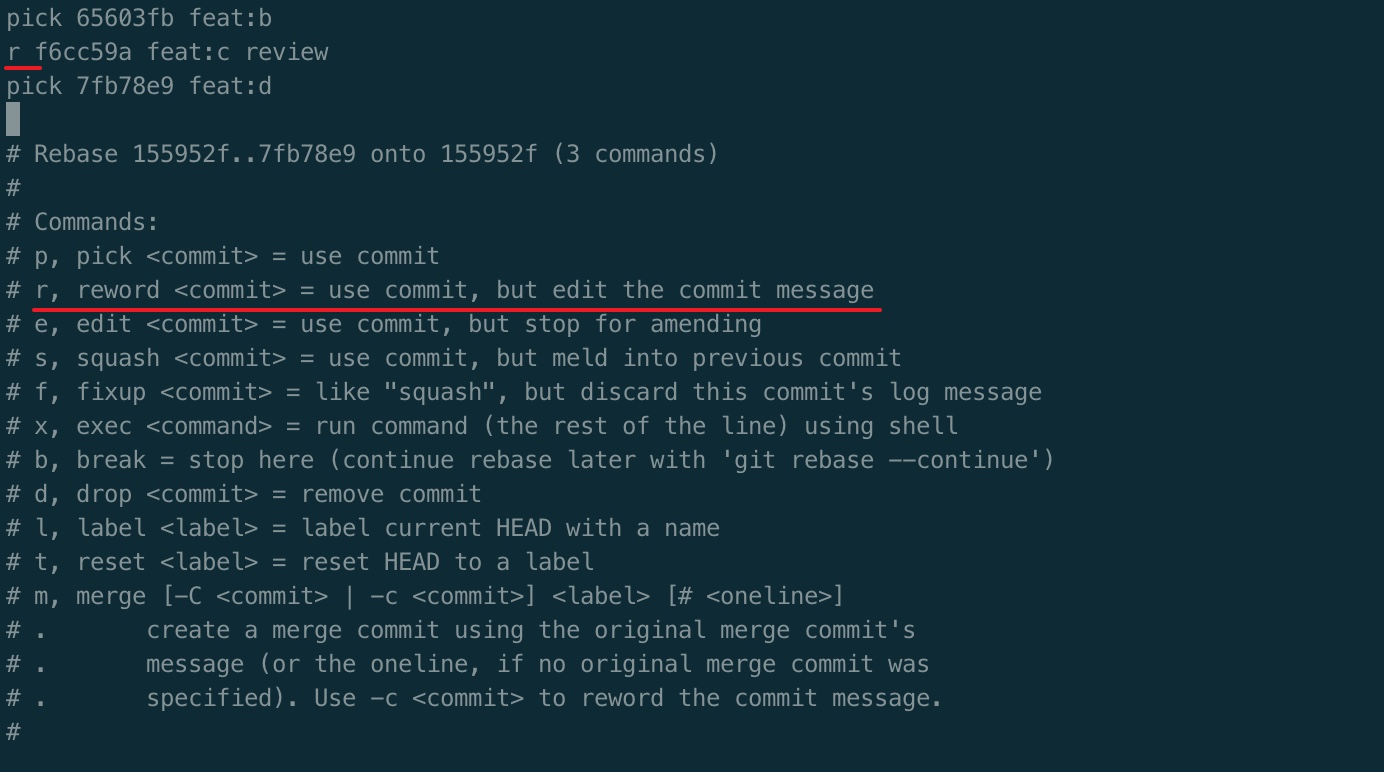 pick 65603fb feat:b
r f6cc59a feat:c review
pick 7fb78e9 feat:d
# Rebase 155952f..7fb78e9 onto 155952f (3 commands)
#
# Commands:
# p, pick <commit> = use commit
# r, reword <commit> = use commit, but edit the commit message
# e, edit <commit> = use commit, but stop for amending
# s, squash <commit> = use commit, but meld into previous commit
# f, fixup <commit> = like "squash", but discard this commit's log message
# x, exec <command> = run command (the rest of the line) using shell
# b, break = stop here (continue rebase later with 'git rebase --continue')
# d, drop <commit> = remove commit
# l, label <label> = label current HEAD with a name
# t, reset <label> = reset HEAD to a label
# m, merge [-C <commit> | -c <commit>] <label> [# <oneline>]
# .       create a merge commit using the original merge commit's
# .       message (or the oneline, if no original merge commit was
# .       specified). Use -c <commit> to reword the commit message.
#